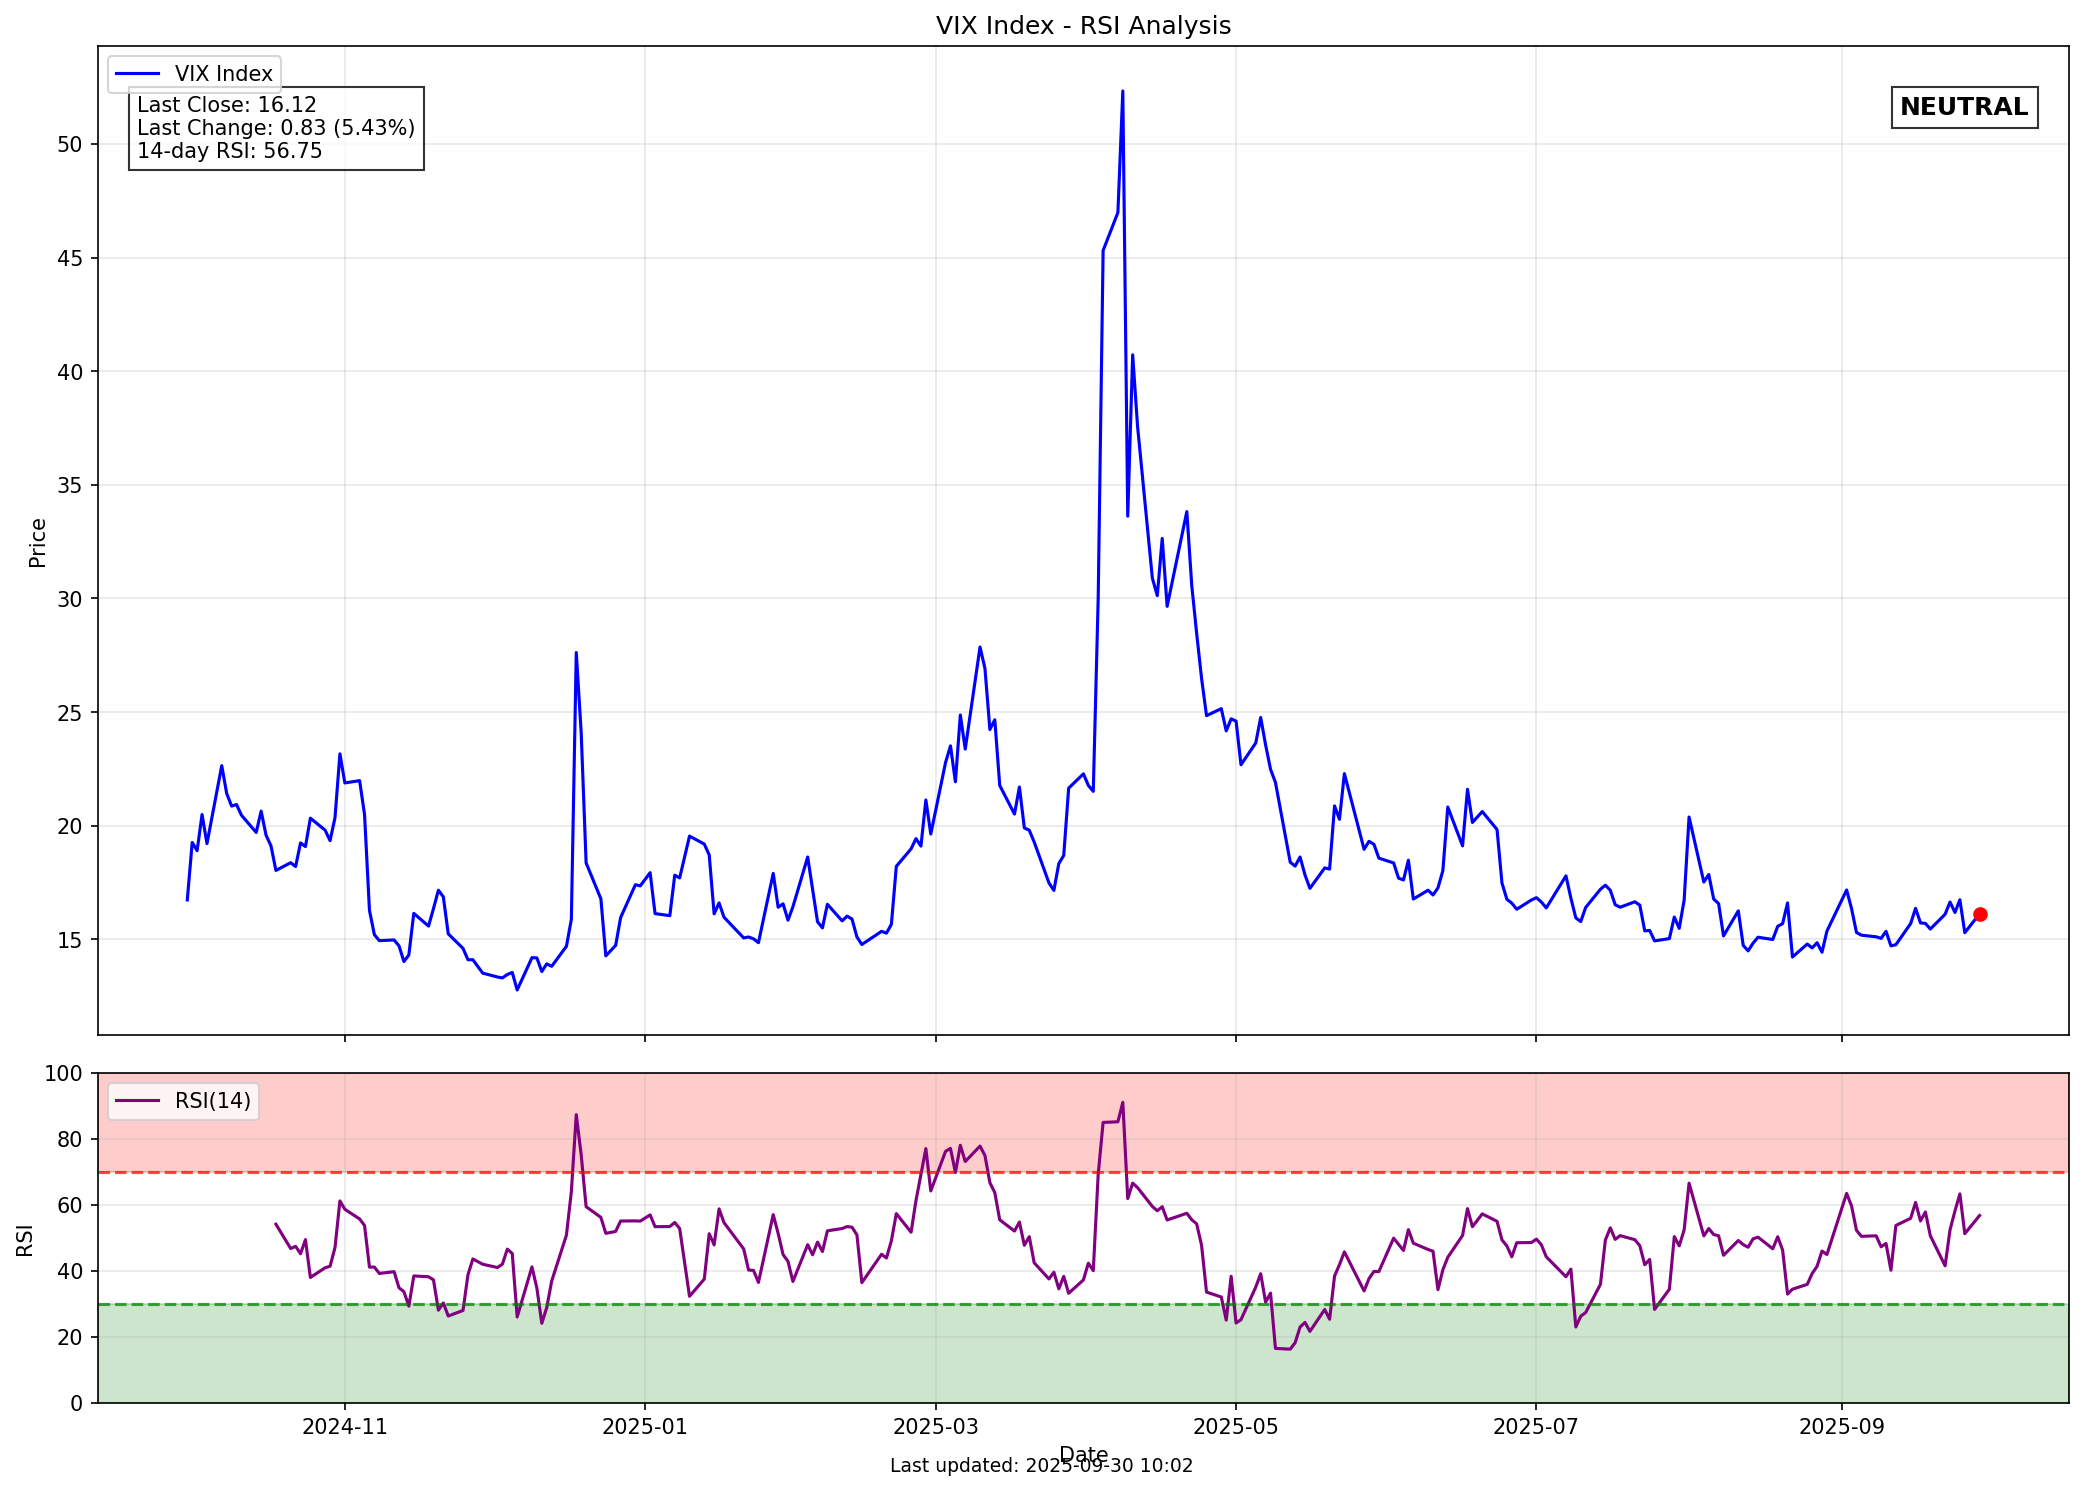 VIX Index - RSI Analysis
VIX Index
Last Close: 16.12
Last Change: 0.83 (5.43%)
14-day RSI: 56.75
NEUTRAL
50
45
40
35
30
25
20
15
Price
RSI(14)
100
80
60
40
20
0
RSI
2024-11
2025-01
2025-03
2025-05
2025-07
2025-09
Date
Last updated: 2025-09-30 10:02